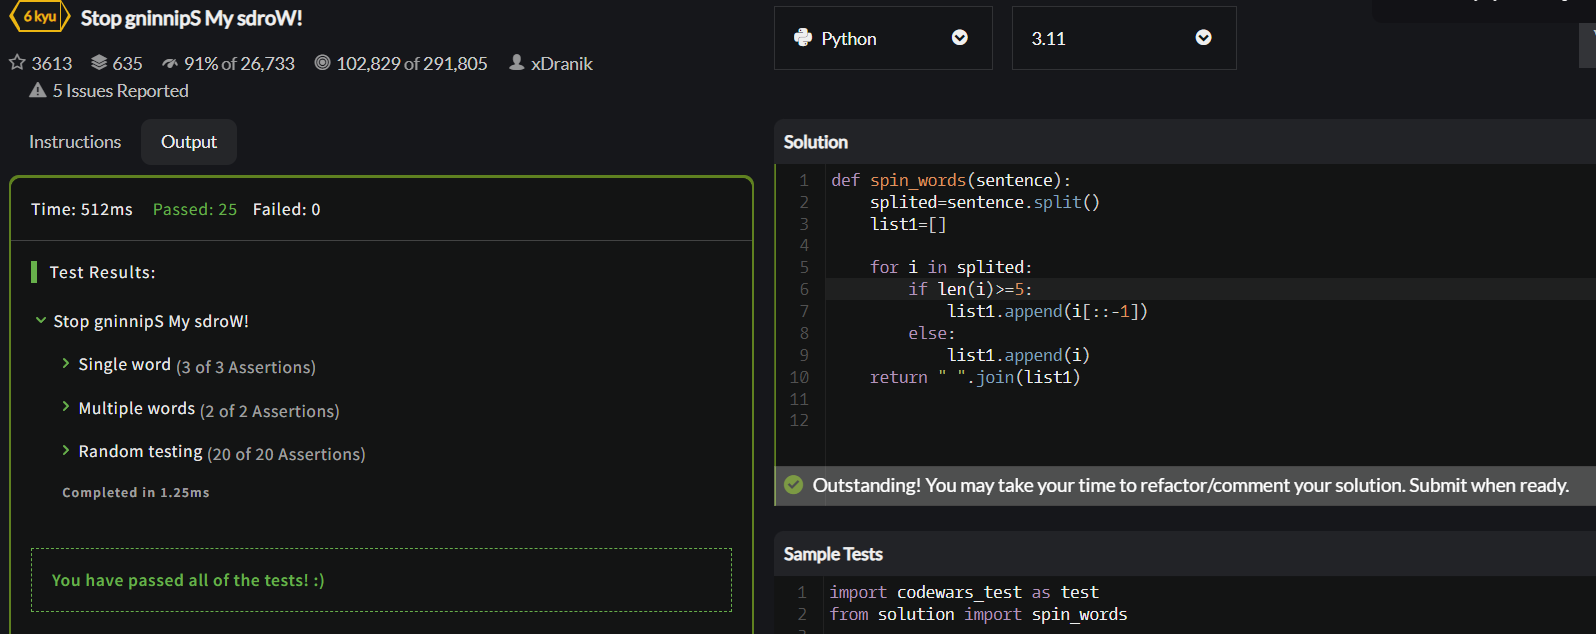 6 kyu Stop gninnipS My sdroW!
3613 635 91% of 26,733 102,829 of 291,805 xDranik
5 Issues Reported
Instructions Output
Time: 512ms Passed: 25 Failed: 0
Test Results:
Stop gninnipS My sdroW!
Single word (3 of 3 Assertions)
Multiple words (2 of 2 Assertions)
Random testing (20 of 20 Assertions)
Completed in 1.25ms
You have passed all of the tests! :)
Python 3.11
Solution
1 def spin_words(sentence):
2     splited=sentence.split()
3     list1=[]
4
5     for i in splited:
6         if len(i)>=5:
7             list1.append(i[::-1])
8         else:
9             list1.append(i)
10     return " ".join(list1)
11
12
Outstanding! You may take your time to refactor/comment your solution. Submit when ready.
Sample Tests
1 import codewars_test as test
2 from solution import spin_words